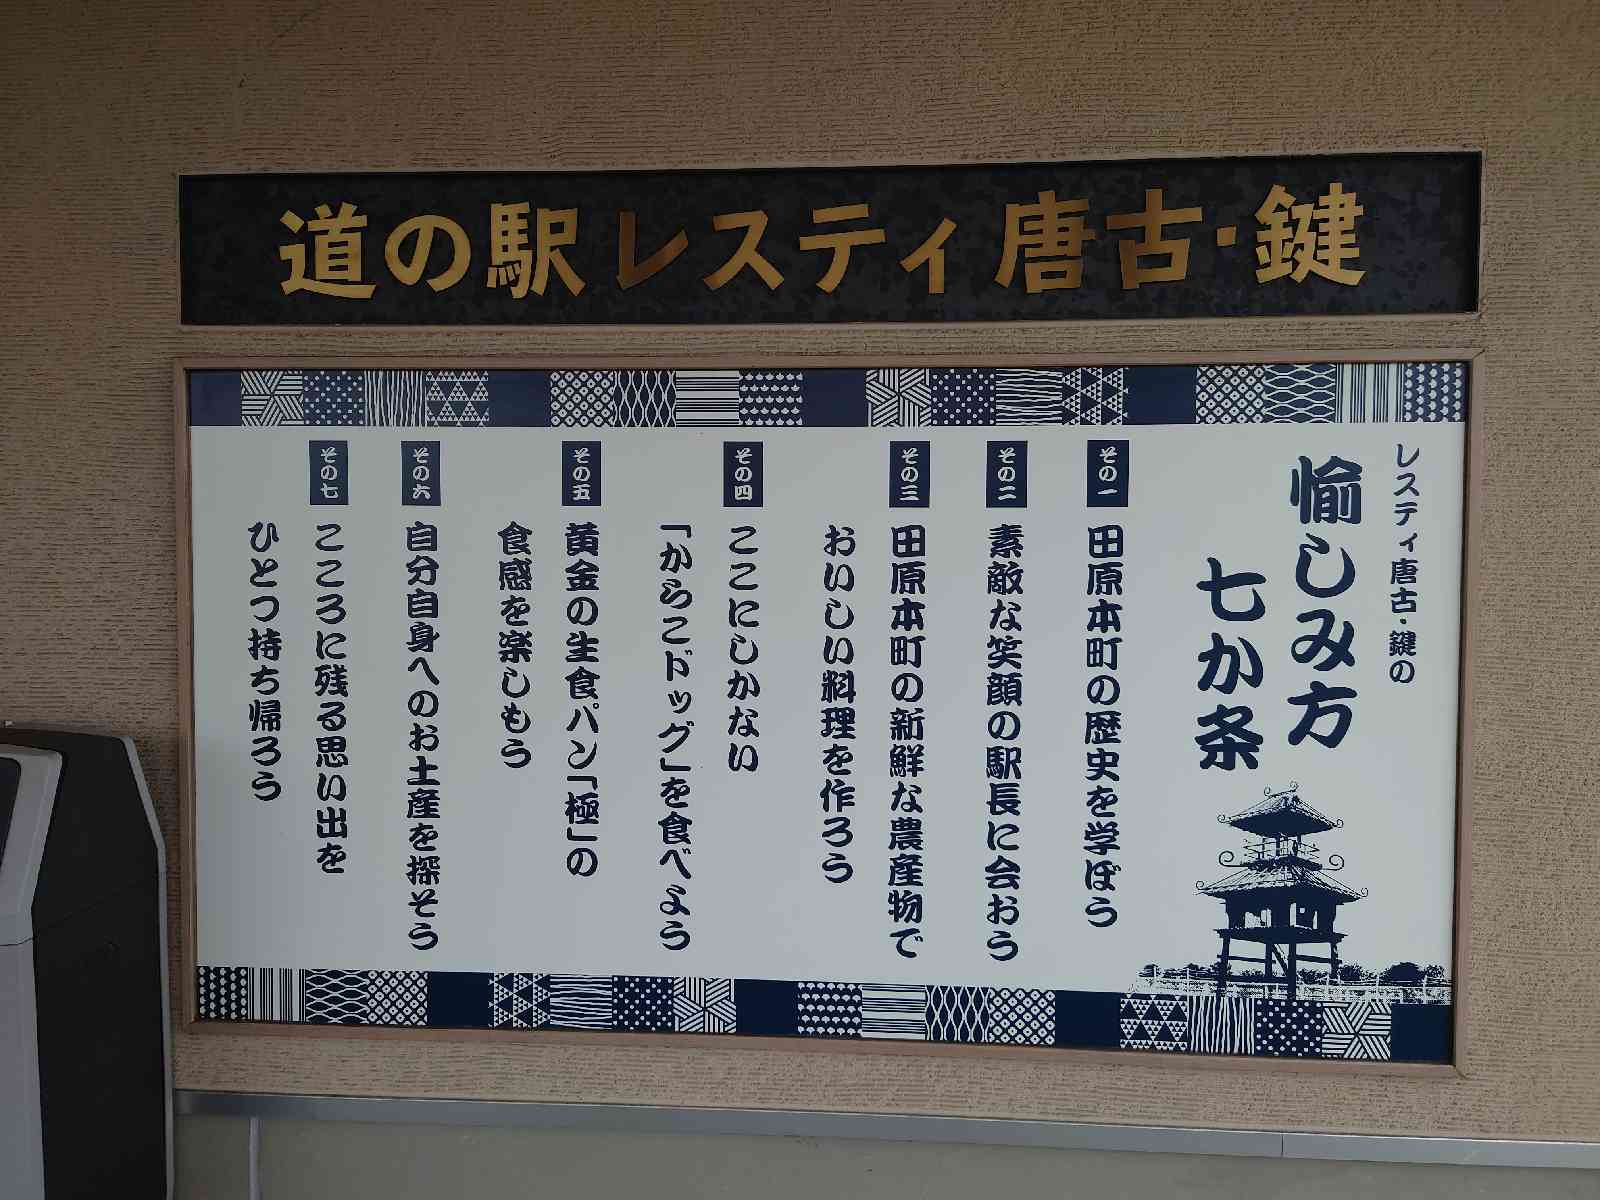 道の駅レスティ唐古・鍵
レスティ唐古・鍵の
愉しみ方
七か条
その一
田原本町の歴史を学ぼう
その二
素敵な笑顔の駅長に会おう
その三
田原本町の新鮮な農産物で
おいしい料理を作ろう
その四
ここにしかない
「からこドッグ」を食べよう
その五
黄金の生食パン「極」の
食感を楽しもう
その六
自分自身へのお土産を探そう
その七
こころに残る思い出を
ひとつ持ち帰ろう